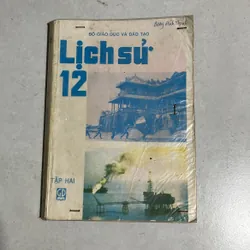 BỘ GIÁO DỤC VÀ ĐÀO TẠO
Lịch sử
12
TẬP HAI